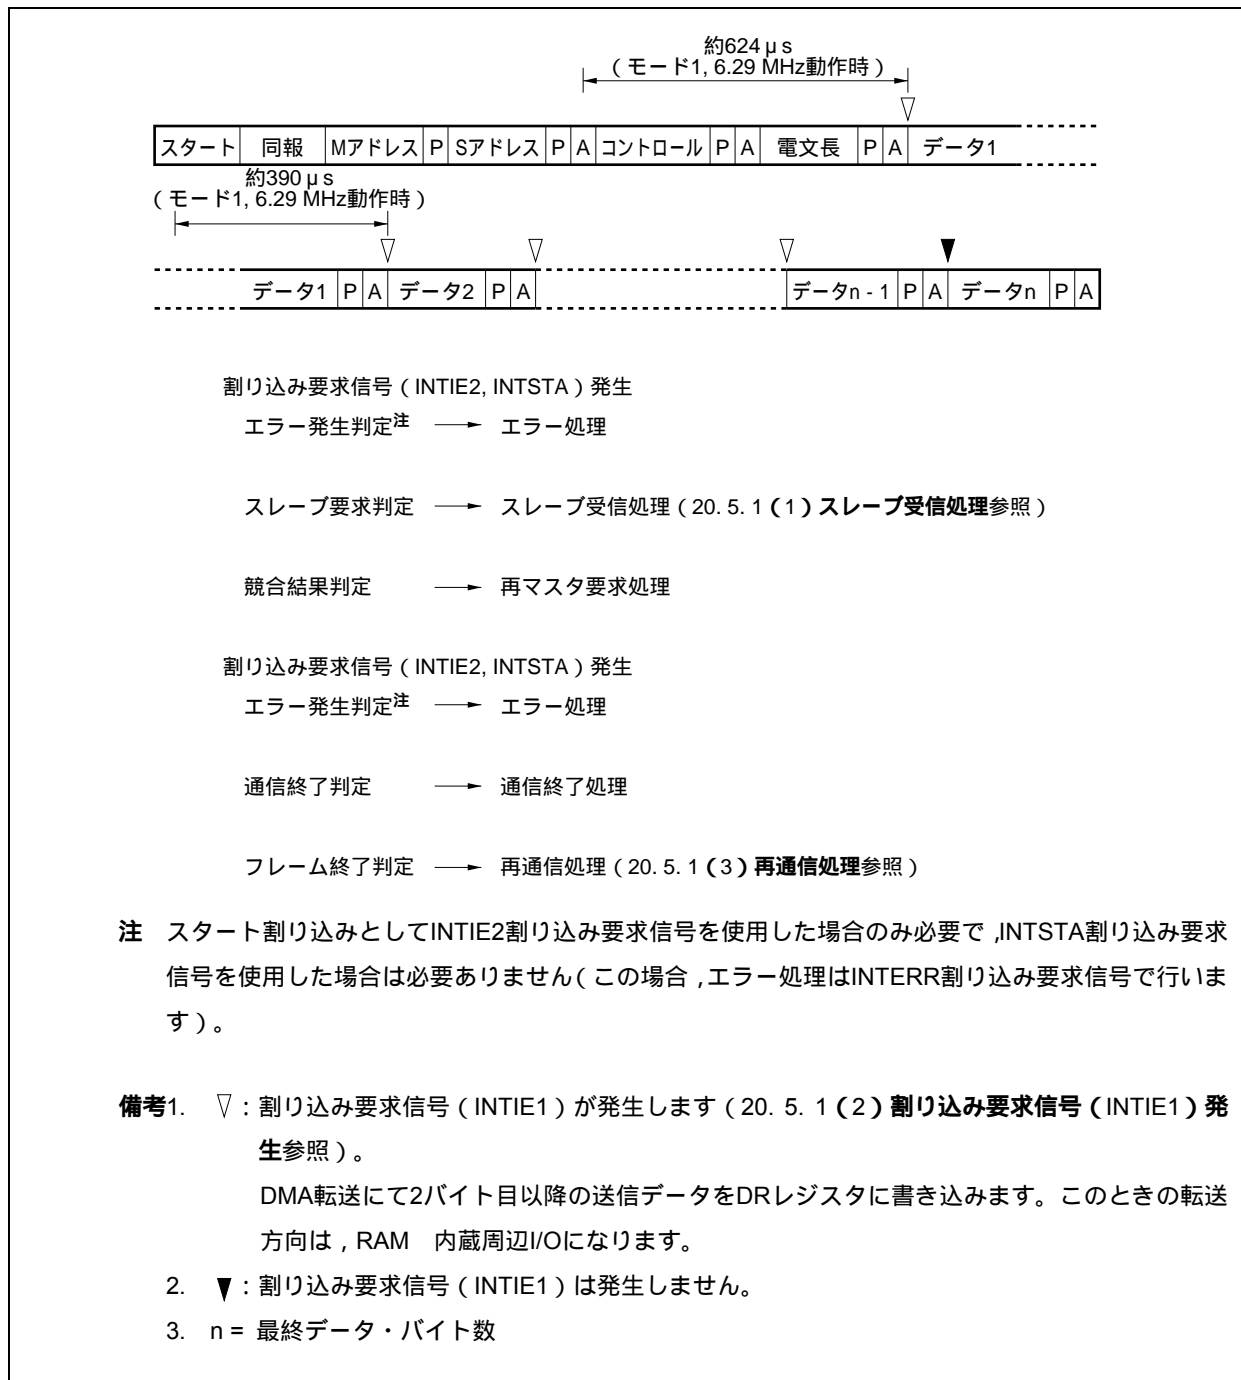 約624μs
（モード1, 6.29 MHz動作時）
スタート 同報 Mアドレス P Sアドレス P A コントロール P A 電文長 P A データ1
約390μs
（モード1, 6.29 MHz動作時）
データ1 P A データ2 P A データn - 1 P A データn P A
割り込み要求信号（INTIE2, INTSTA）発生
エラー発生判定注 → エラー処理
スレーブ要求判定 → スレーブ受信処理（20. 5. 1（1）スレーブ受信処理参照）
競合結果判定 → 再マスタ要求処理
割り込み要求信号（INTIE2, INTSTA）発生
エラー発生判定注 → エラー処理
通信終了判定 → 通信終了処理
フレーム終了判定 → 再通信処理（20. 5. 1（3）再通信処理参照）
注 スタート割り込みとしてINTIE2割り込み要求信号を使用した場合のみ必要で，INTSTA割り込み要求
信号を使用した場合は必要ありません（この場合，エラー処理はINTERR割り込み要求信号で行いま
す）。
備考1. ▽：割り込み要求信号（INTIE1）が発生します（20. 5. 1（2）割り込み要求信号（INTIE1）発
生参照）。
DMA転送にて2バイト目以降の送信データをDRレジスタに書き込みます。このときの転送
方向は，RAM 内蔵周辺I/Oになります。
2. ▼：割り込み要求信号（INTIE1）は発生しません。
3. n = 最終データ・バイト数